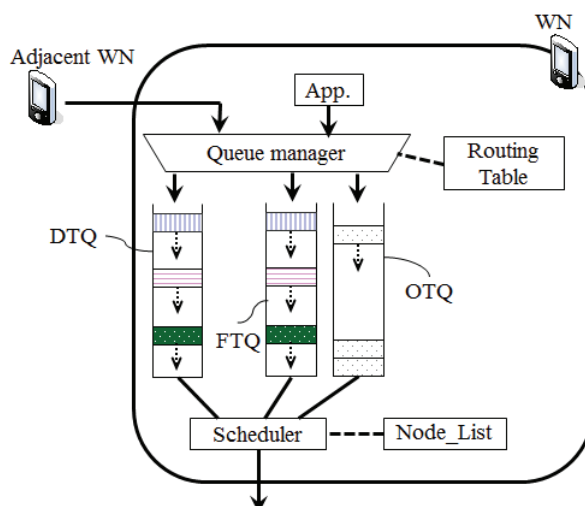 WN
Adjacent WN
App.
Queue manager
Routing
Table
DTQ
FTQ
OTQ
Scheduler
Node_List